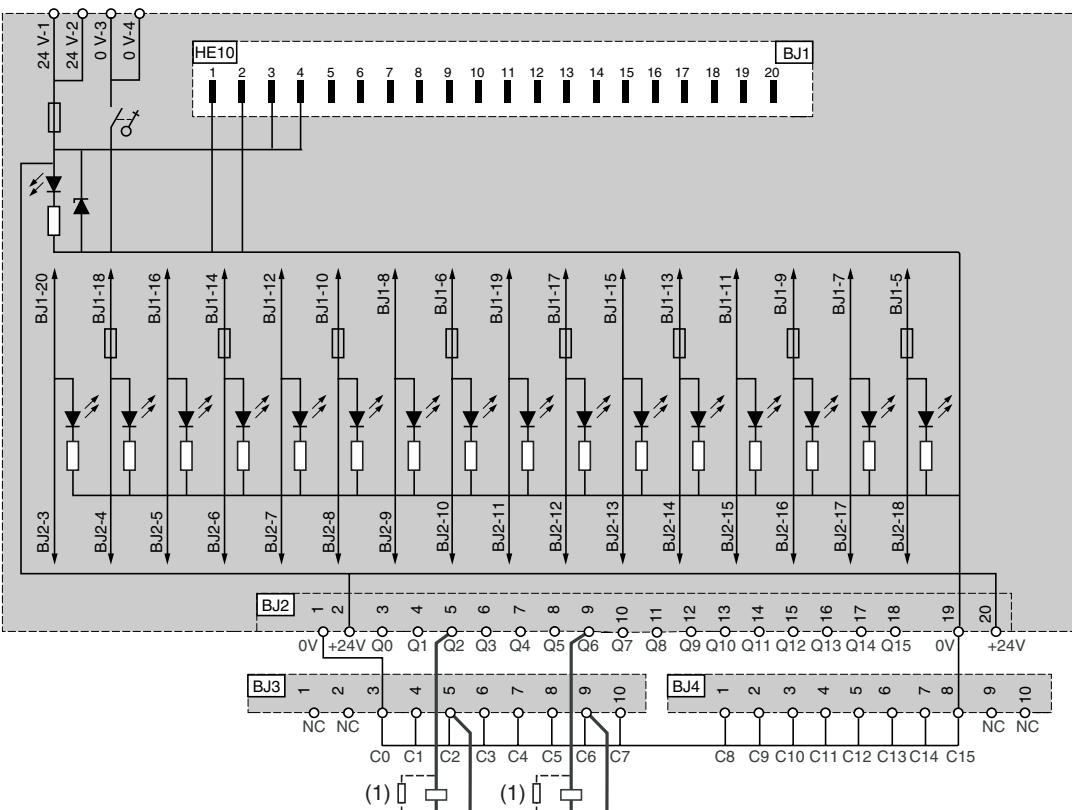 24 V-1 24 V-2 0 V-3 0 V-4
HE10 BJ1
1 2 3 4 5 6 7 8 9 10 11 12 13 14 15 16 17 18 19 20
BJ1-20 BJ1-18 BJ1-16 BJ1-14 BJ1-12 BJ1-10 BJ1-8 BJ1-6 BJ1-19 BJ1-17 BJ1-15 BJ1-13 BJ1-11 BJ1-9 BJ1-7 BJ1-5
BJ2-3 BJ2-4 BJ2-5 BJ2-6 BJ2-7 BJ2-8 BJ2-9 BJ2-10 BJ2-11 BJ2-12 BJ2-13 BJ2-14 BJ2-15 BJ2-16 BJ2-17 BJ2-18
BJ2 1 2 3 4 5 6 7 8 9 10 11 12 13 14 15 16 17 18 19 20
0V +24V Q0 Q1 Q2 Q3 Q4 Q5 Q6 Q7 Q8 Q9 Q10 Q11 Q12 Q13 Q14 Q15 0V +24V
BJ3 1 2 3 4 5 6 7 8 9 10 BJ4 1 2 3 4 5 6 7 8 9 10
NC NC NC NC
C0 C1 C2 C3 C4 C5 C6 C7 C8 C9 C10 C11 C12 C13 C14 C15
(1) (1)